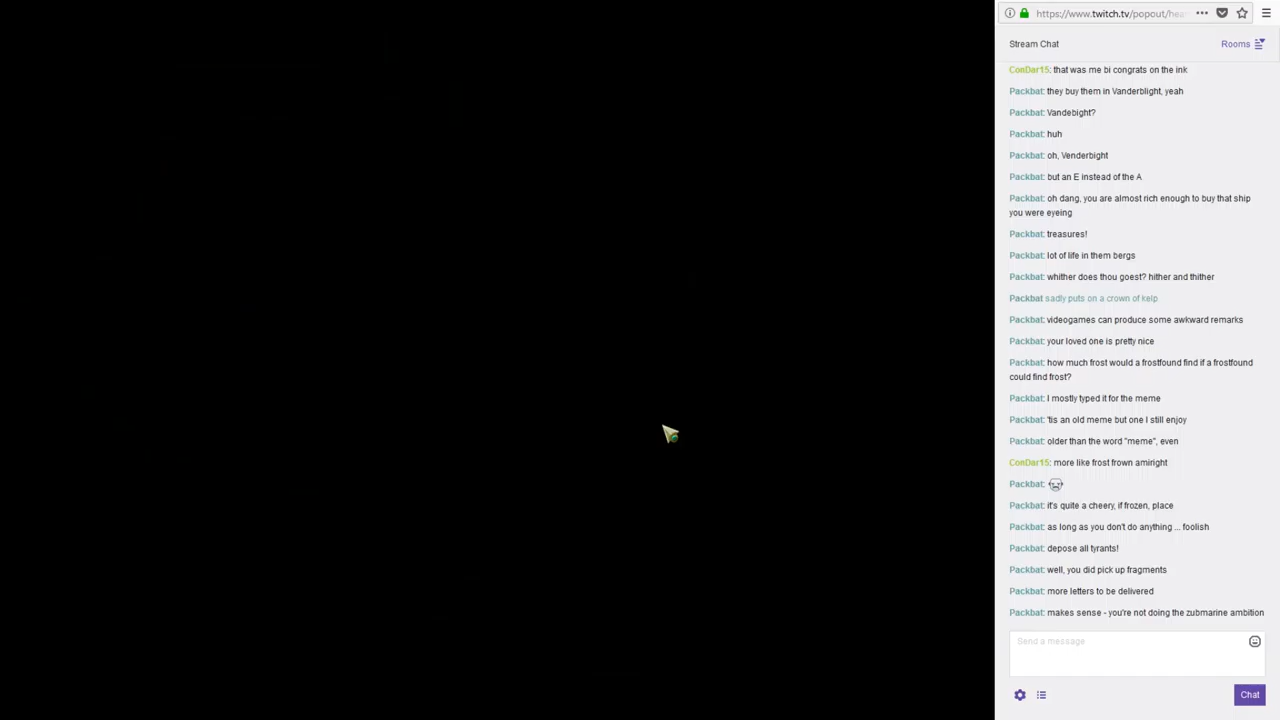 https://www.twitch.tv/popout/hea
Stream Chat
Rooms
ConDar15: that was me bi congrats on the ink
Packbat: they buy them in Vanderblight, yeah
Packbat: Vandebight?
Packbat: huh
Packbat: oh, Venderbight
Packbat: but an E instead of the A
Packbat: oh dang, you are almost rich enough to buy that ship
you were eyeing
Packbat: treasures!
Packbat: lot of life in them bergs
Packbat: whither does thou goest? hither and thither
Packbat sadly puts on a crown of kelp
Packbat: videogames can produce some awkward remarks
Packbat: your loved one is pretty nice
Packbat: how much frost would a frostfound find if a frostfound
could find frost?
Packbat: I mostly typed it for the meme
Packbat: 'tis an old meme but one I still enjoy
Packbat: older than the word "meme", even
ConDar15: more like frost frown amiright
Packbat:
Packbat: it's quite a cheery, if frozen, place
Packbat: as long as you don't do anything ... foolish
Packbat: depose all tyrants!
Packbat: well, you did pick up fragments
Packbat: more letters to be delivered
Packbat: makes sense - you're not doing the zubmarine ambition
Send a message
Chat